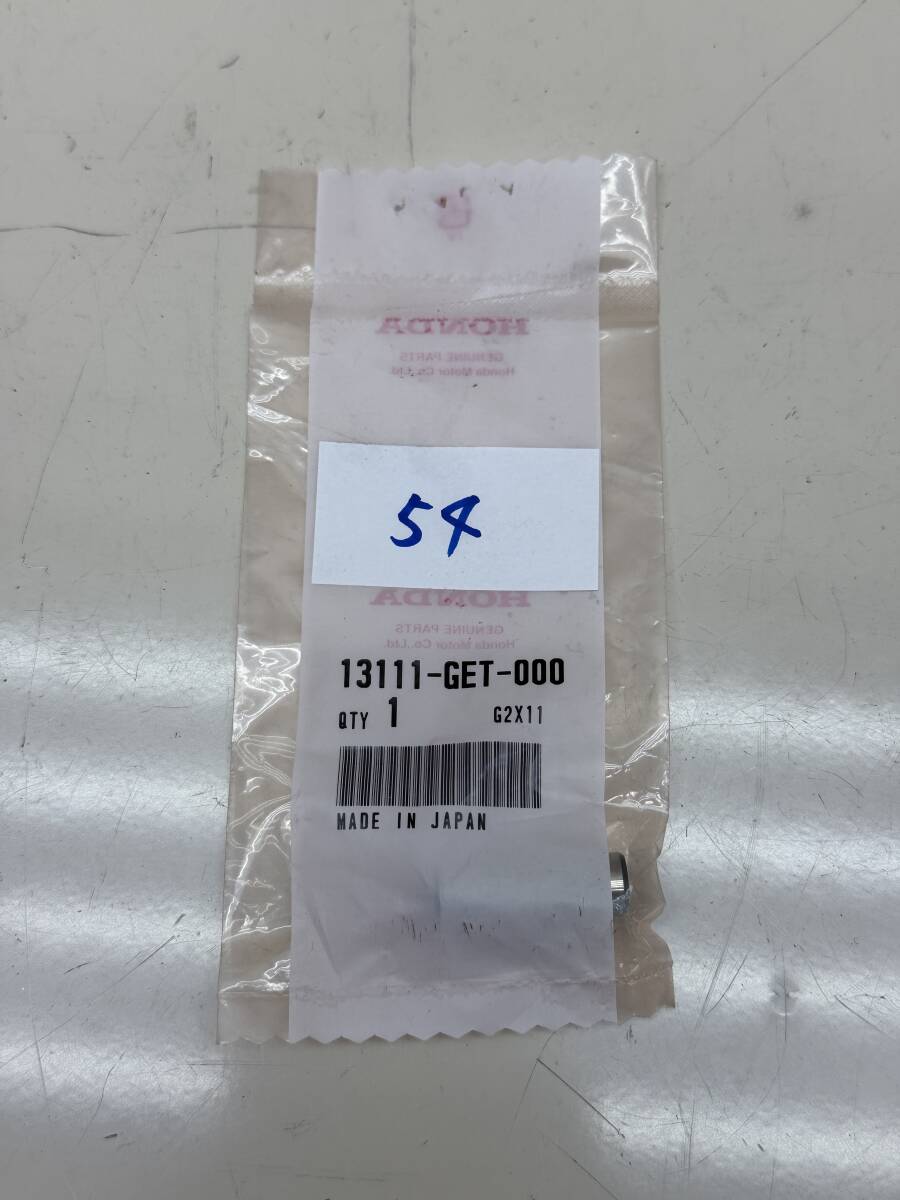 HONDA
GENUINE PARTS
Honda Motor Co.,Ltd.
54
HONDA
GENUINE PARTS
Honda Motor Co.,Ltd.
13111-GET-000
QTY 1 G2X11
MADE IN JAPAN